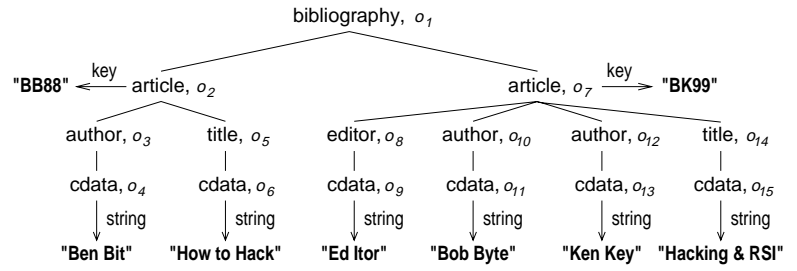 bibliography, o1
key key
"BB88" article, o2 article, o7 "BK99"
author, o3 title, o5 editor, o8 author, o10 author, o12 title, o14
cdata, o4 cdata, o6 cdata, o9 cdata, o11 cdata, o13 cdata, o15
string string string string string string
"Ben Bit" "How to Hack" "Ed Itor" "Bob Byte" "Ken Key" "Hacking & RSI"